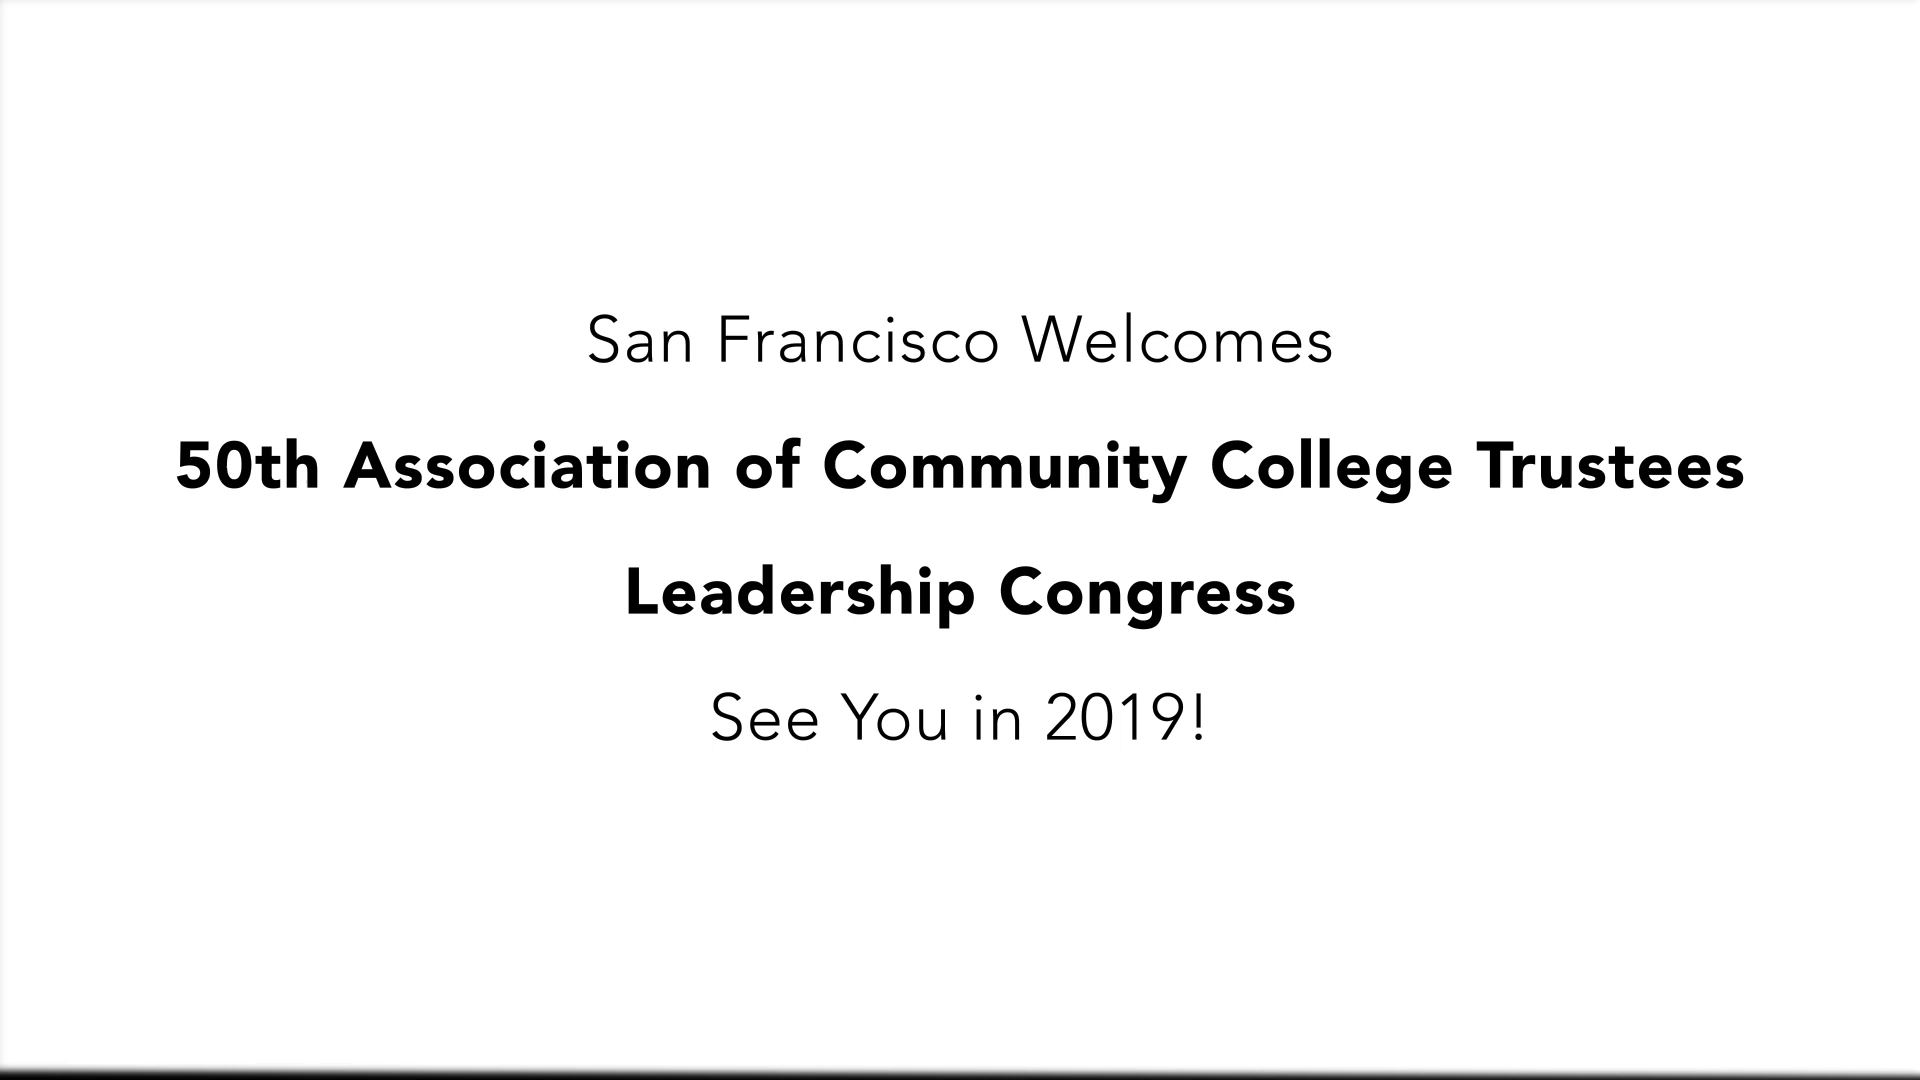 San Francisco Welcomes
50th Association of Community College Trustees
Leadership Congress
See You in 2019!